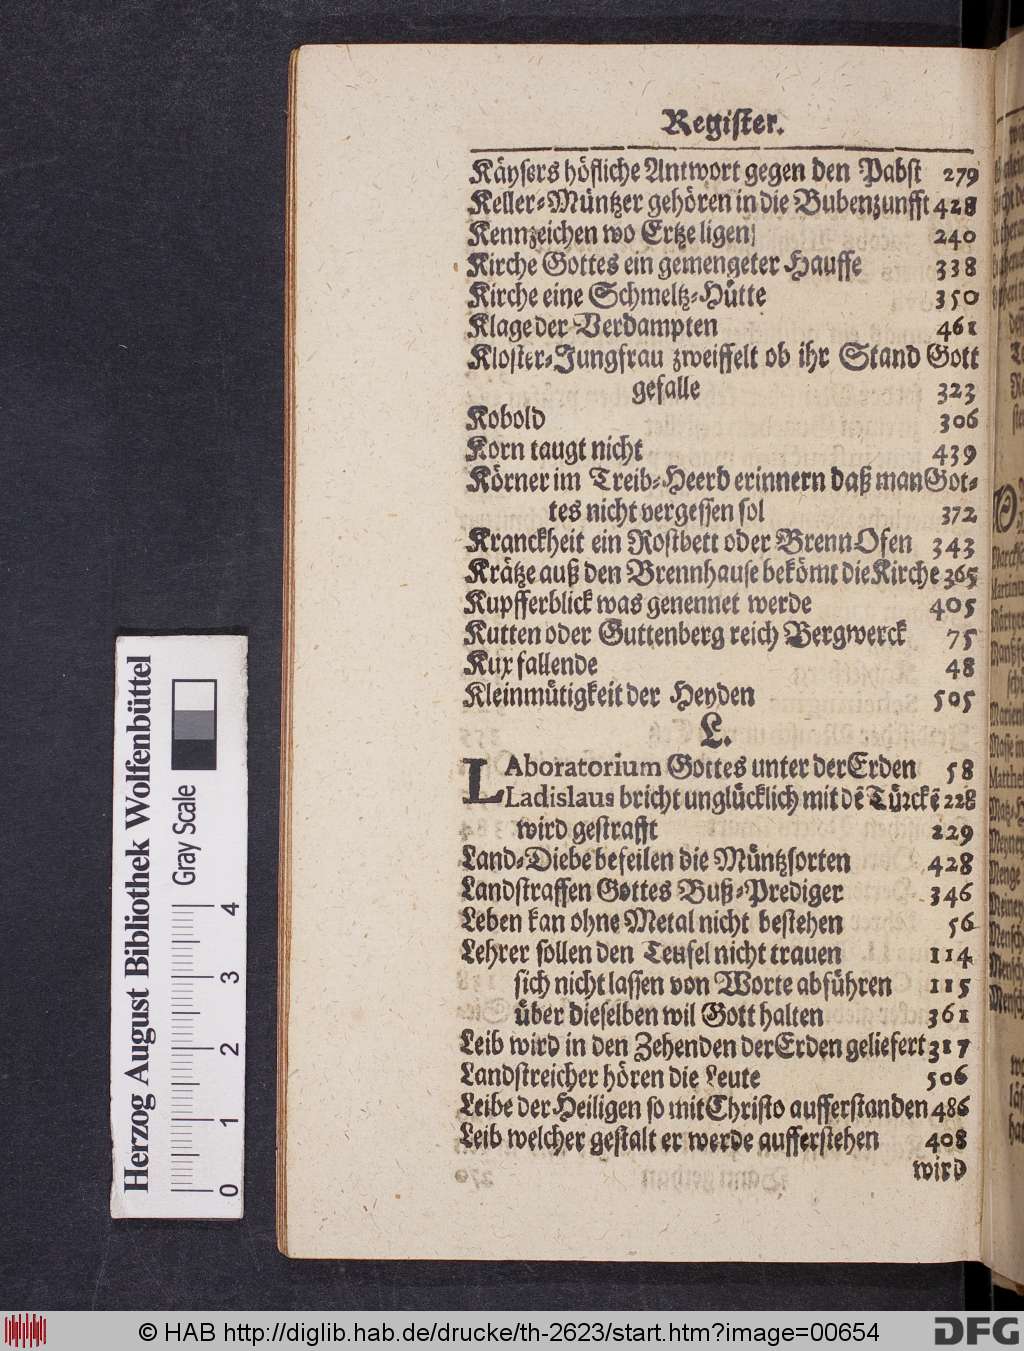 Register.
Käysers höfliche Antwort gegen den Pabst 279
Keller-Müntzer gehören in die Bubenzunfft 428
Kennzeichen wo Ertze ligen/ 240
Kirche Gottes ein gemengeter Hauffe 338
Kirche eine Schmeltz-Hütte 350
Klage der Verdampten 461
Kloster-Jungfrau zweiffelt ob ihr Stand Gott
gefalle 323
Kobold 306
Korn taugt nicht 439
Körner im Treib-Heerd erinnern daß man Got-
tes nicht vergessen sol 372
Kranckheit ein Rostbett oder Brenn Ofen 343
Krätze auß den Brennhause bekömt die Kirche 365
Kupfferblick was genennet werde 405
Kutten oder Guttenberg reich Bergwerck 75
Kux fallende 48
Kleinmütigkeit der Heyden 505
L.
LAboratorium Gottes unter der Erden 58
Ladislaus bricht unglücklich mit dẽ Türckẽ 228
wird gestrafft 229
Land-Diebe befeilen die Müntzsorten 428
Landstraffen Gottes Buß-Prediger 346
Leben kan ohne Metal nicht bestehen 56
Lehrer sollen den Teufel nicht trauen 114
sich nicht lassen von Worte abführen 115
über dieselben wil Gott halten 361
Leib wird in den Zehenden der Erden geliefert 317
Landstreicher hören die Leute 506
Leibe der Heiligen so mit Christo aufferstanden 486
Leib welcher gestalt er werde aufferstehen 408
wird
Herzog August Bibliothek Wolfenbüttel
Gray Scale
0 1 2 3 4
© HAB http://diglib.hab.de/drucke/th-2623/start.htm?image=00654
DFG